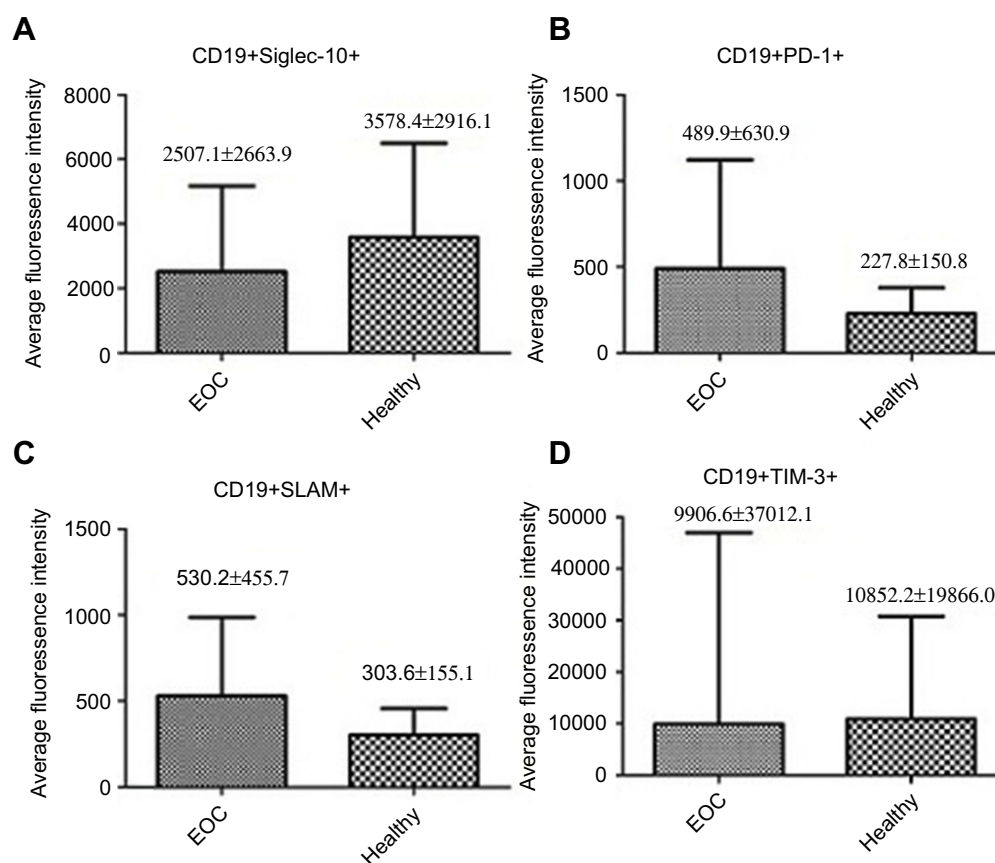 A
CD19+Siglec-10+
Average fluoressence intensity
8000
6000
4000
2000
0
2507.1±2663.9
3578.4±2916.1
EOC
Healthy
B
CD19+PD-1+
Average fluoressence intensity
1500
1000
500
0
489.9±630.9
227.8±150.8
EOC
Healthy
C
CD19+SLAM+
Average fluoressence intensity
1500
1000
500
0
530.2±455.7
303.6±155.1
EOC
Healthy
D
CD19+TIM-3+
Average fluoressence intensity
50000
40000
30000
20000
10000
0
9906.6±37012.1
10852.2±19866.0
EOC
Healthy